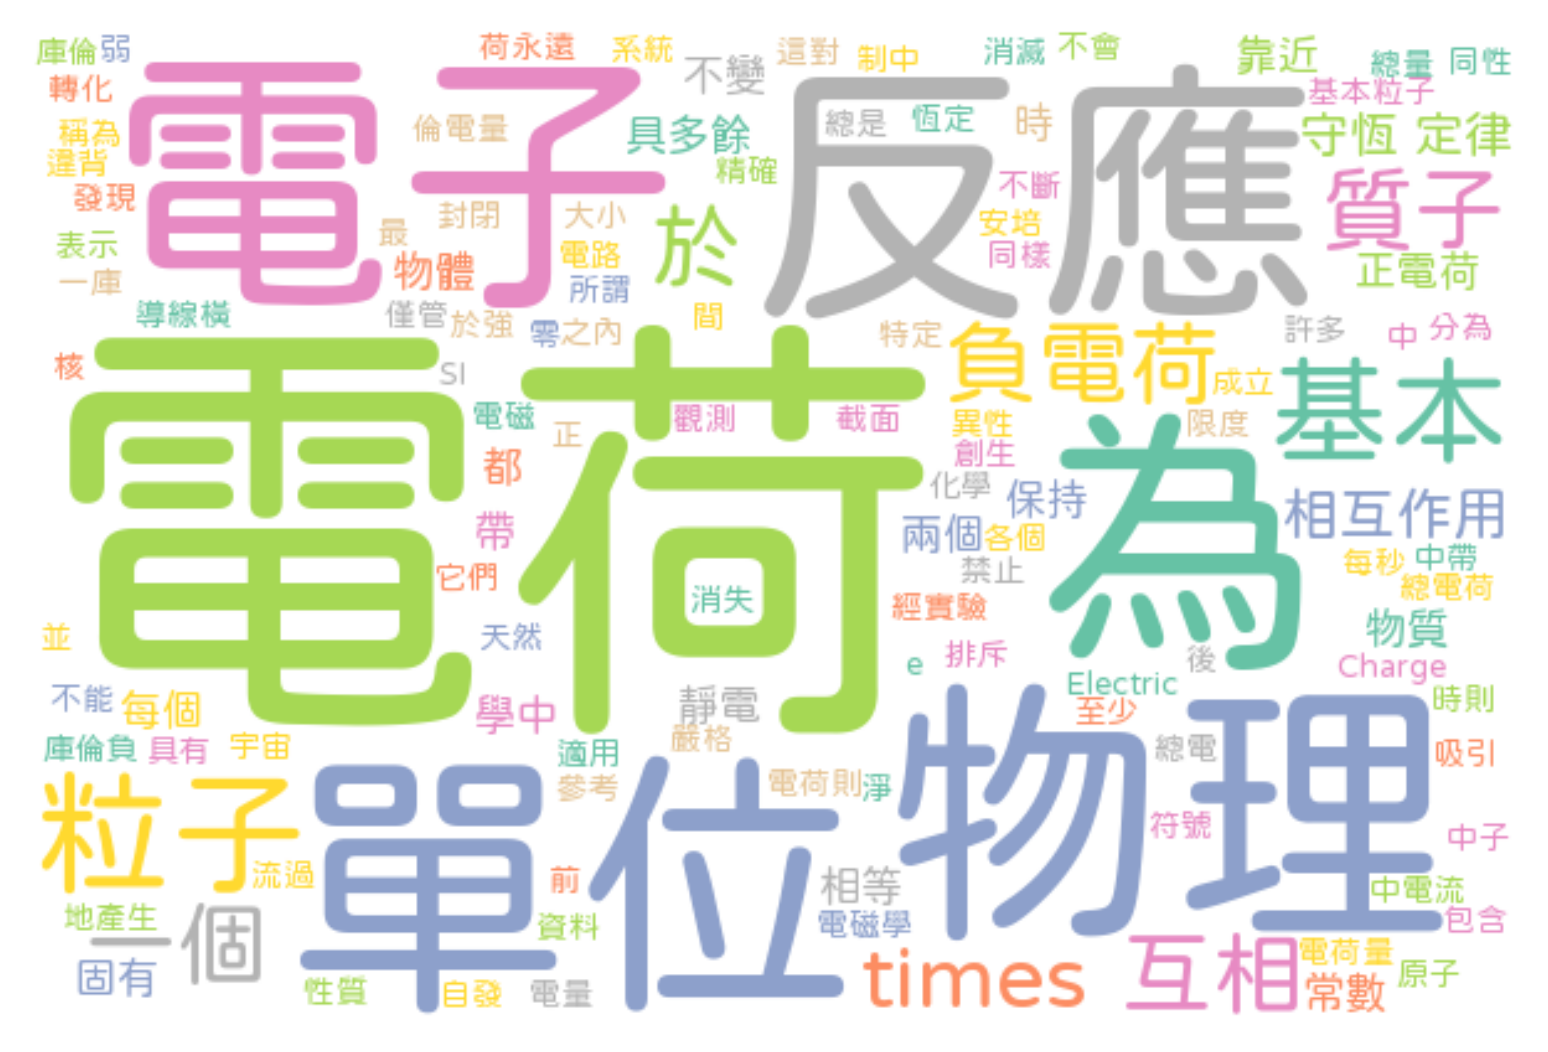 庫倫 弱 荷永遠 系統 不變 這對 制中 消滅 不會 靠近 總量 同性
轉化 電子 反應 基本粒子
稱為 倫電量 具多餘 總是 恆定 時 守恆 定律
違背 精確 不斷 質子
發現 最 封閉 大小 於 安培
表示 物體 電路 同樣 正電荷
一庫 所謂
導線橫 僅管 於強 零 之內 間 特定 負電荷 許多 中 分為
核 SI 成立 基本
電荷 電磁 正 觀測 截面 異性 限度 為
都 創生
帶 化學 保持 相互作用
兩個 各個 每秒 中帶
它們 消失 禁止 總電荷
並 天然 經實驗 物質
e 排斥 後 Charge
不能 每個 學中 靜電 Electric 至少 時則
庫倫負 具有 宇宙 適用 嚴格 物理 總電 吸引
粒子 單位 參考 電荷則 淨 符號 中子
流過 前 相等 中電流
地產生 一個 資料 電磁學 包含
固有 性質 自發 電量 times 互相 電荷量 常數 原子